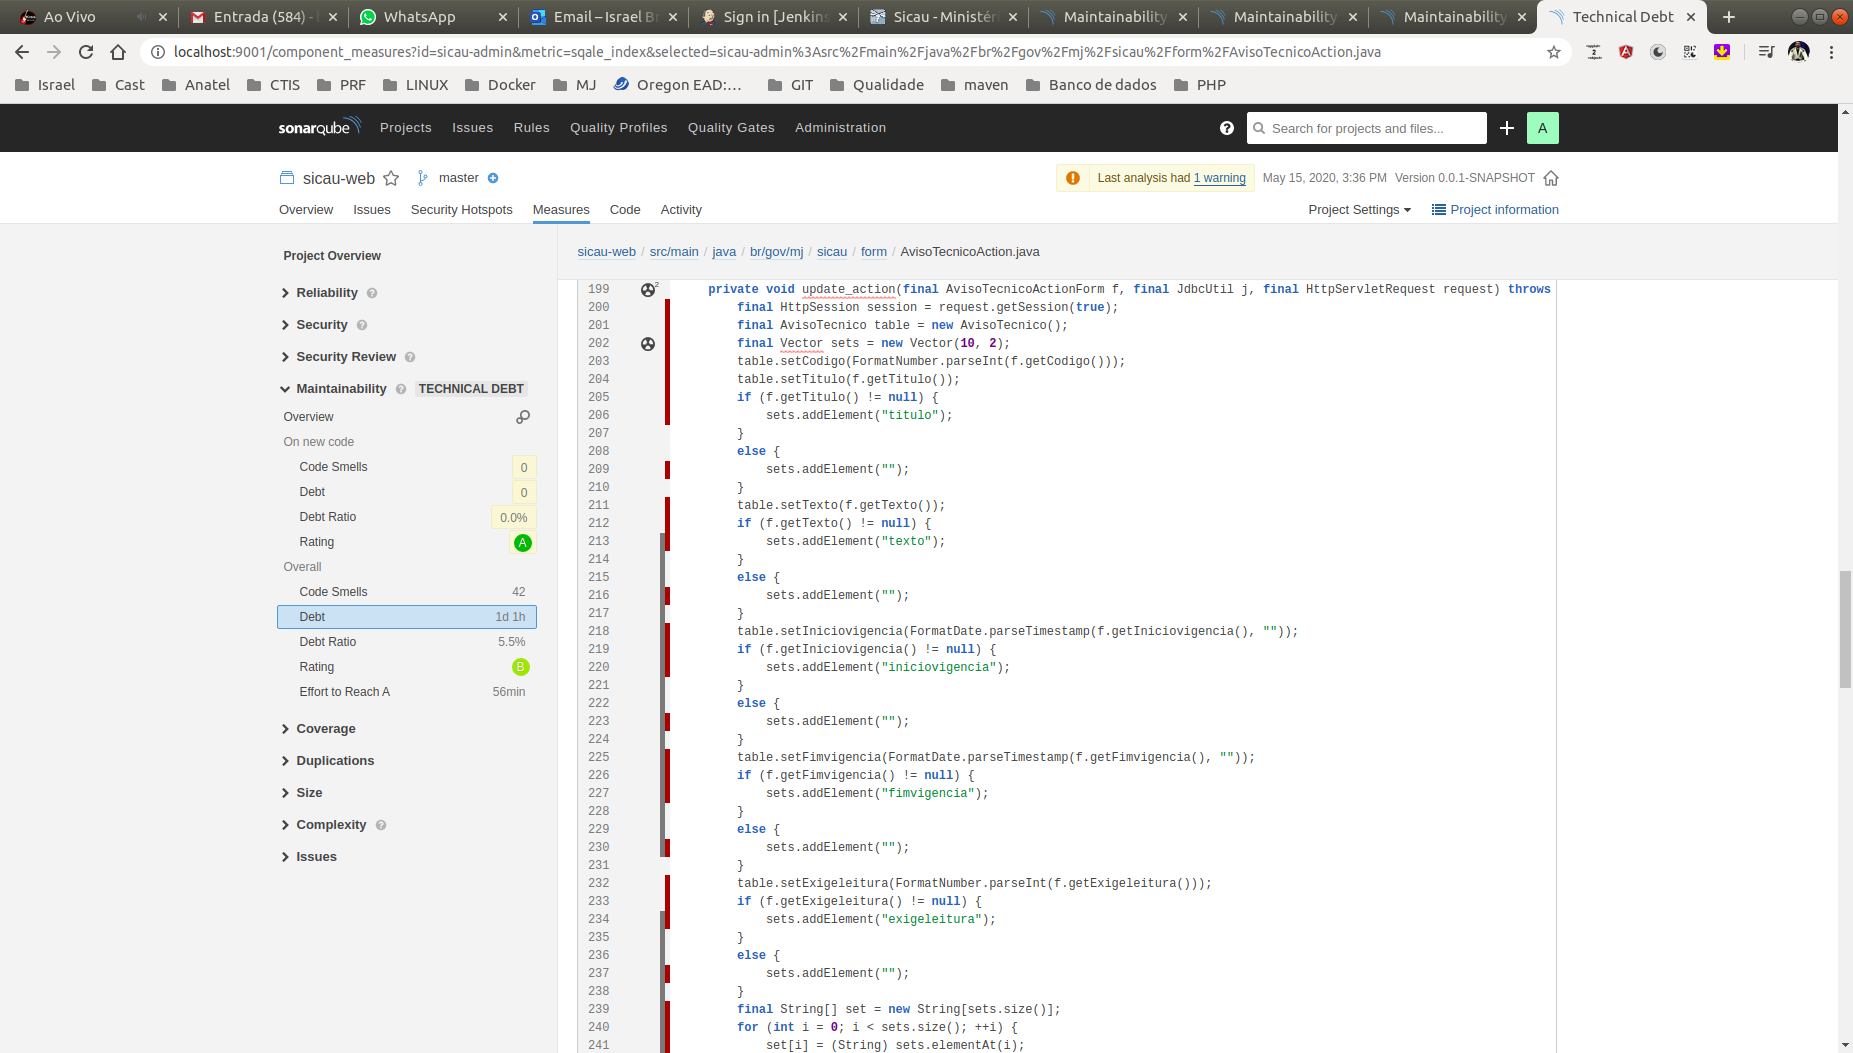 Ao Vivo
Entrada (584) -
WhatsApp
Email – Israel B
Sign in [Jenkins
Sicau - Ministéri
Maintainability
Maintainability
Maintainability
Technical Debt
localhost:9001/component_measures?id=sicau-admin&metric=sqale_index&selected=sicau-admin%3Asrc%2Fmain%2Fjava%2Fbr%2Fgov%2Fmj%2Fsicau%2Fform%2FAvisoTecnicoAction.java
Israel
Cast
Anatel
CTIS
PRF
LINUX
Docker
MJ
Oregon EAD:...
GIT
Qualidade
maven
Banco de dados
PHP
sonarqube
Projects
Issues
Rules
Quality Profiles
Quality Gates
Administration
Search for projects and files...
A
sicau-web
master
Last analysis had 1 warning
May 15, 2020, 3:36 PM
Version 0.0.1-SNAPSHOT
Overview
Issues
Security Hotspots
Measures
Code
Activity
Project Settings
Project information
Project Overview
Reliability
Security
Security Review
Maintainability TECHNICAL DEBT
Overview
On new code
Code Smells 0
Debt 0
Debt Ratio 0.0%
Rating A
Overall
Code Smells 42
Debt 1d 1h
Debt Ratio 5.5%
Rating B
Effort to Reach A 56min
Coverage
Duplications
Size
Complexity
Issues
sicau-web / src/main / java / br/gov/mj / sicau / form / AvisoTecnicoAction.java
199 2 private void update_action(final AvisoTecnicoActionForm f, final JdbcUtil j, final HttpServletRequest request) throws
200 final HttpSession session = request.getSession(true);
201 final AvisoTecnico table = new AvisoTecnico();
202 final Vector sets = new Vector(10, 2);
203 table.setCodigo(FormatNumber.parseInt(f.getCodigo()));
204 table.setTitulo(f.getTitulo());
205 if (f.getTitulo() != null) {
206 sets.addElement("titulo");
207 }
208 else {
209 sets.addElement("");
210 }
211 table.setTexto(f.getTexto());
212 if (f.getTexto() != null) {
213 sets.addElement("texto");
214 }
215 else {
216 sets.addElement("");
217 }
218 table.setIniciovigencia(FormatDate.parseTimestamp(f.getIniciovigencia(), ""));
219 if (f.getIniciovigencia() != null) {
220 sets.addElement("iniciovigencia");
221 }
222 else {
223 sets.addElement("");
224 }
225 table.setFimvigencia(FormatDate.parseTimestamp(f.getFimvigencia(), ""));
226 if (f.getFimvigencia() != null) {
227 sets.addElement("fimvigencia");
228 }
229 else {
230 sets.addElement("");
231 }
232 table.setExigeleitura(FormatNumber.parseInt(f.getExigeleitura()));
233 if (f.getExigeleitura() != null) {
234 sets.addElement("exigeleitura");
235 }
236 else {
237 sets.addElement("");
238 }
239 final String[] set = new String[sets.size()];
240 for (int i = 0; i < sets.size(); ++i) {
241 set[i] = (String) sets.elementAt(i);